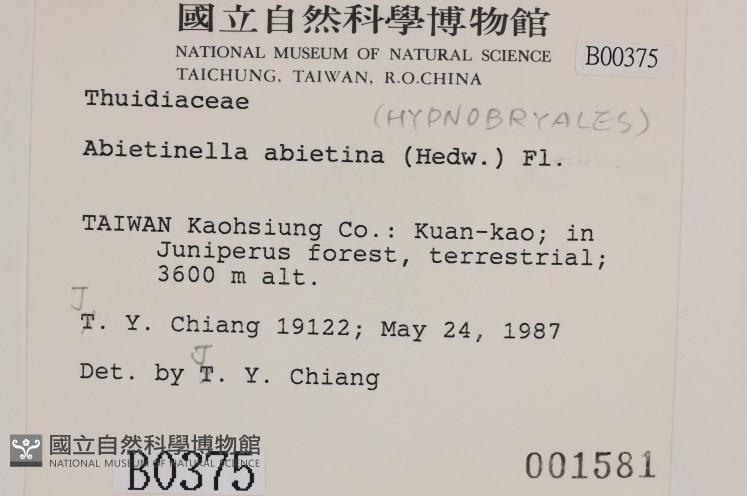 國立自然科學博物館
NATIONAL MUSEUM OF NATURAL SCIENCE
TAICHUNG, TAIWAN, R.O.CHINA
B00375
Thuidiaceae
(HYPNOBRYALES)
Abietinella abietina (Hedw.) Fl.
TAIWAN Kaohsiung Co.: Kuan-kao; in
Juniperus forest, terrestrial;
3600 m alt.
J
T. Y. Chiang 19122; May 24, 1987
J
Det. by T. Y. Chiang
國立自然科學博物館
NATIONAL MUSEUM OF NATURAL SCIENCE
B0375
001581